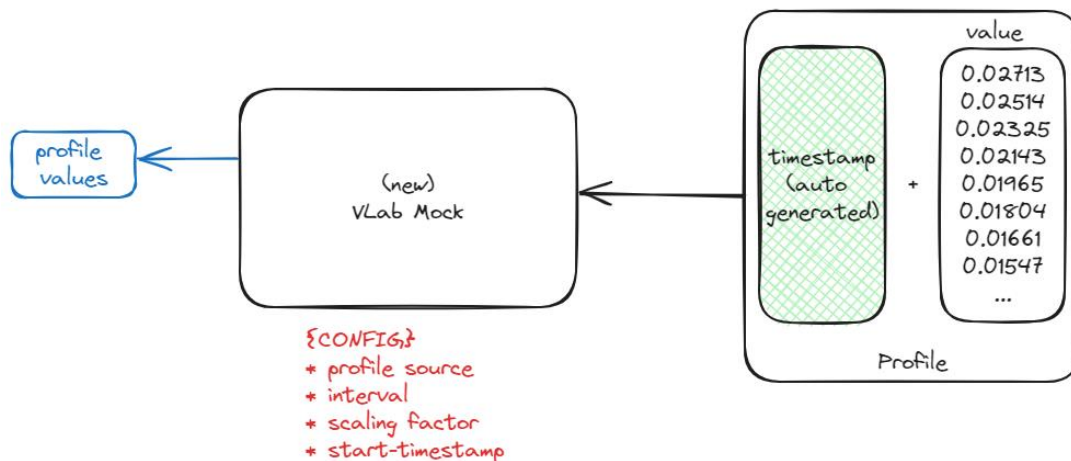 profile
values
(new)
VLab Mock
{CONFIG}
* profile source
* interval
* scaling factor
* start-timestamp
timestamp
(auto
generated)
+
value
0.02713
0.02514
0.02325
0.02143
0.01965
0.01804
0.01661
0.01547
...
Profile